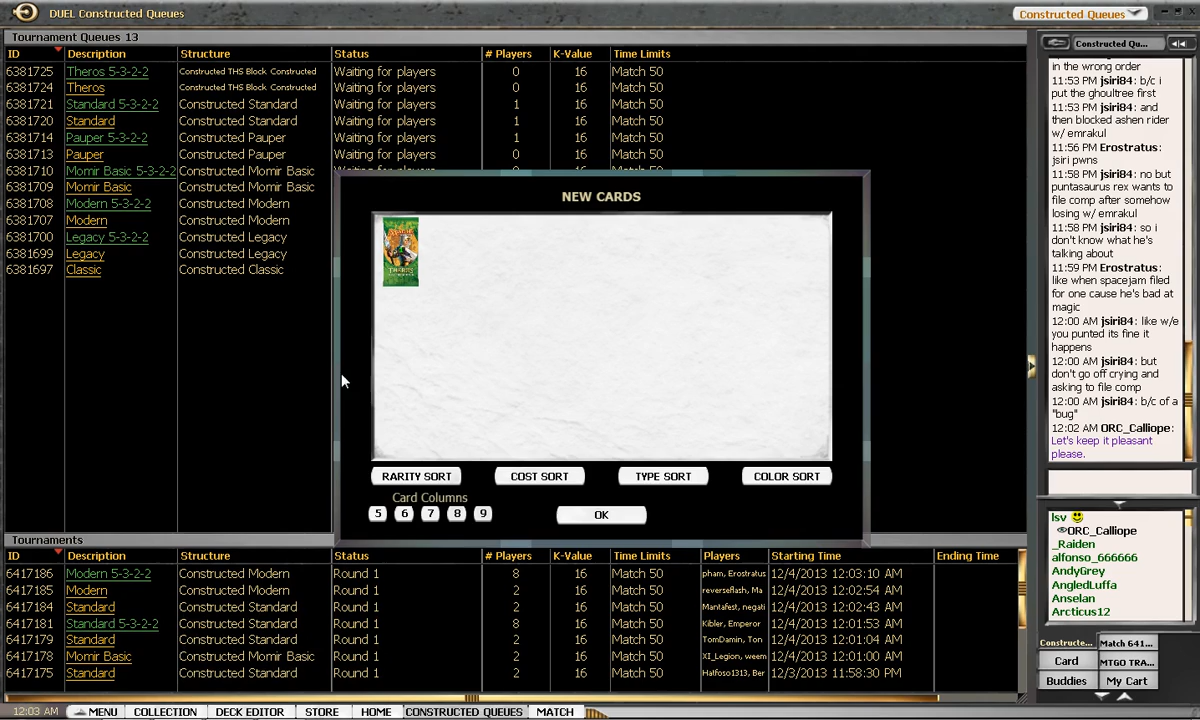 DUEL Constructed Queues
Constructed Queues
Tournament Queues 13
ID Description Structure Status # Players K-Value Time Limits
6381725 Theros 5-3-2-2 Constructed THS Block Constructed Waiting for players 0 16 Match 50
6381724 Theros Constructed THS Block Constructed Waiting for players 0 16 Match 50
6381721 Standard 5-3-2-2 Constructed Standard Waiting for players 1 16 Match 50
6381720 Standard Constructed Standard Waiting for players 1 16 Match 50
6381714 Pauper 5-3-2-2 Constructed Pauper Waiting for players 1 16 Match 50
6381713 Pauper Constructed Pauper Waiting for players 0 16 Match 50
6381710 Momir Basic 5-3-2-2 Constructed Momir Basic
6381709 Momir Basic Constructed Momir Basic
6381708 Modern 5-3-2-2 Constructed Modern
6381707 Modern Constructed Modern
6381700 Legacy 5-3-2-2 Constructed Legacy
6381699 Legacy Constructed Legacy
6381697 Classic Constructed Classic
NEW CARDS
THEROS
RARITY SORT COST SORT TYPE SORT COLOR SORT
Card Columns
5 6 7 8 9 OK
Tournaments
ID Description Structure Status # Players K-Value Time Limits Players Starting Time Ending Time
6417186 Modern 5-3-2-2 Constructed Modern Round 1 8 16 Match 50 pham, Erostratus 12/4/2013 12:03:10 AM
6417185 Modern Constructed Modern Round 1 2 16 Match 50 reverseflash, Ma 12/4/2013 12:02:54 AM
6417184 Standard Constructed Standard Round 1 2 16 Match 50 Mantafest, negati 12/4/2013 12:02:43 AM
6417181 Standard 5-3-2-2 Constructed Standard Round 1 8 16 Match 50 Kibler, Emperor 12/4/2013 12:01:53 AM
6417179 Standard Constructed Standard Round 1 2 16 Match 50 TomDamin, Ton 12/4/2013 12:01:04 AM
6417178 Momir Basic Constructed Momir Basic Round 1 2 16 Match 50 XI_Legion, weem 12/4/2013 12:01:00 AM
6417175 Standard Constructed Standard Round 1 2 16 Match 50 Halfoso1313, Ber 12/3/2013 11:58:30 PM
Constructed Qu...
in the wrong order
11:53 PM jsiri84: b/c i
put the ghoultree first
11:53 PM jsiri84: and
then blocked ashen rider
w/ emrakul
11:56 PM Erostratus:
jsiri pwns
11:58 PM jsiri84: no but
puntasaurus rex wants to
file comp after somehow
losing w/ emrakul
11:58 PM jsiri84: so i
don't know what he's
talking about
11:59 PM Erostratus:
like when spacejam filed
for one cause he's bad at
magic
12:00 AM jsiri84: like w/e
you punted its fine it
happens
12:00 AM jsiri84: but
don't go off crying and
asking to file comp
12:00 AM jsiri84: b/c of a
"bug"
12:02 AM ORC_Calliope:
Let's keep it pleasant
please.
lsv
ORC_Calliope
_Raiden
alfonso_666666
AndyGrey
AngledLuffa
Anselan
Arcticus12
Constructe... Match 641...
Card MTGO TRA...
Buddies My Cart
12:03 AM MENU COLLECTION DECK EDITOR STORE HOME CONSTRUCTED QUEUES MATCH